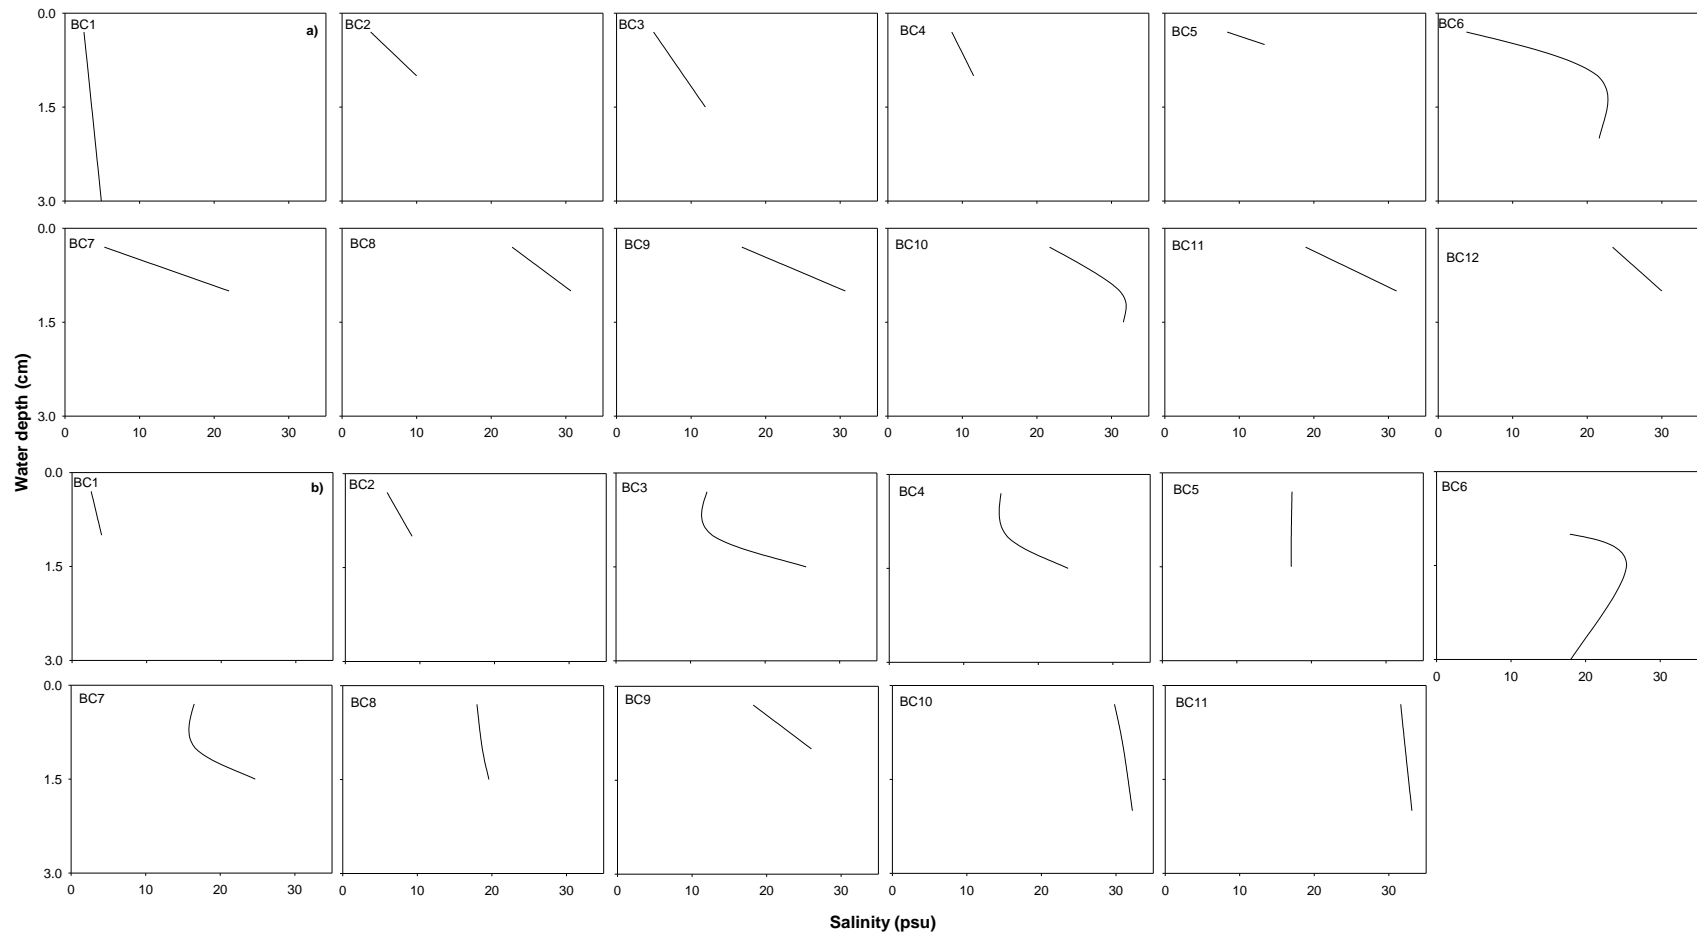 BC1 a) BC2 BC3 BC4 BC5 BC6
0.0
1.5
3.0
BC7 BC8 BC9 BC10 BC11 BC12
0.0
1.5
3.0
0 10 20 30 0 10 20 30 0 10 20 30 0 10 20 30 0 10 20 30 0 10 20 30
Water depth (cm)
BC1 b) BC2 BC3 BC4 BC5 BC6
0.0
1.5
3.0
0 10 20 30
BC7 BC8 BC9 BC10 BC11
0.0
1.5
3.0
0 10 20 30 0 10 20 30 0 10 20 30 0 10 20 30 0 10 20 30
Salinity (psu)